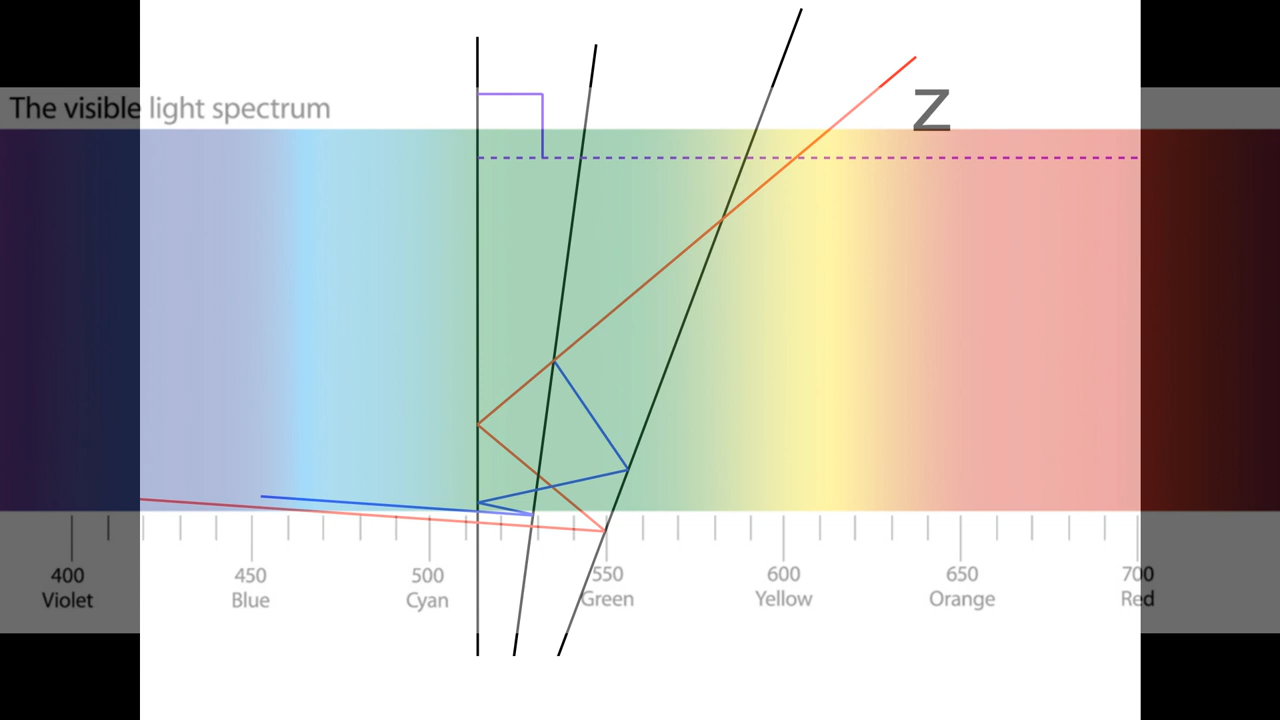 The visible light spectrum
Z
400 450 500 550 600 650 700
Violet Blue Cyan Green Yellow Orange Red